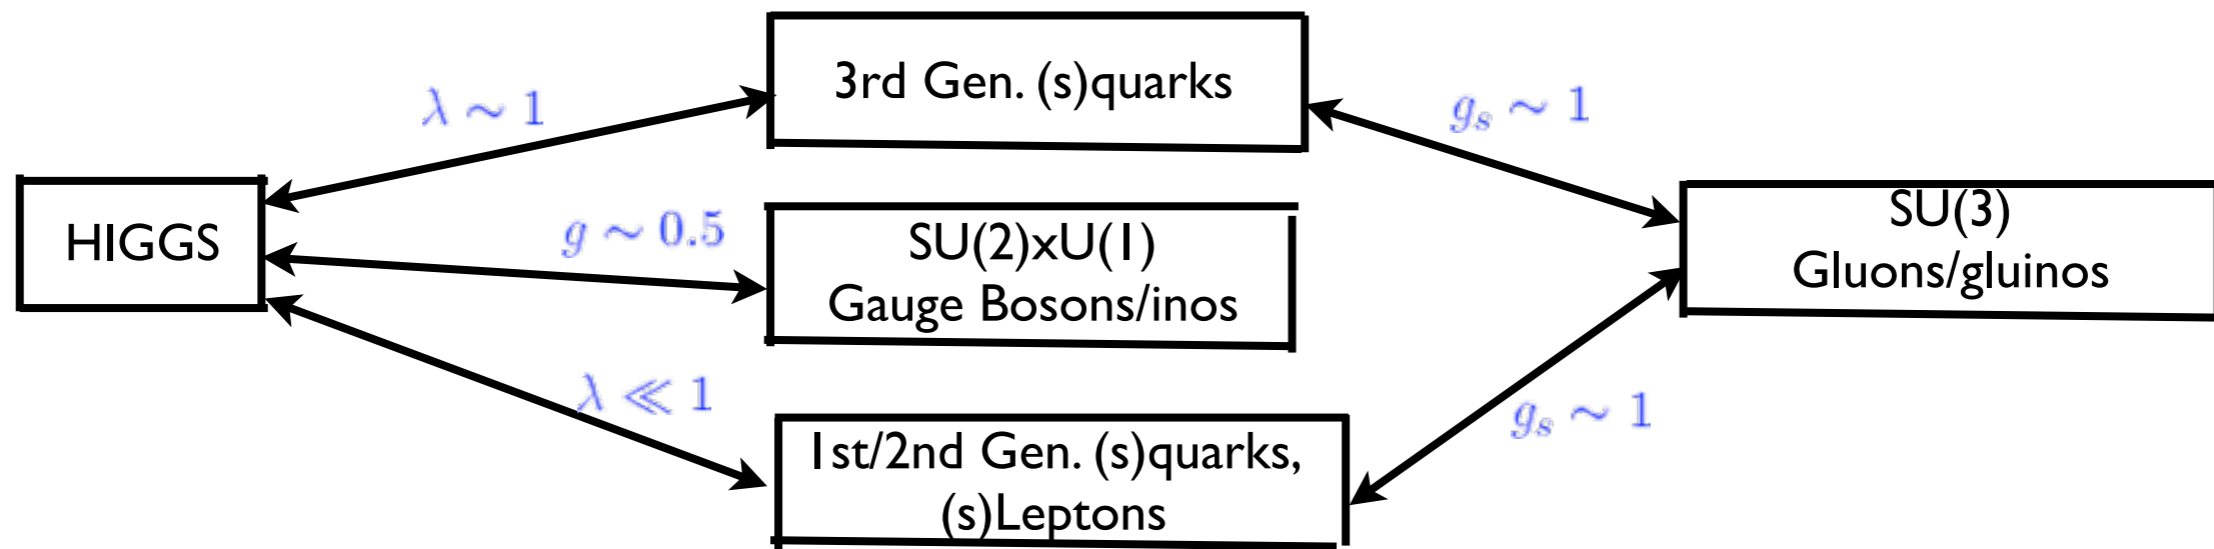 3rd Gen. (s)quarks
λ ∼ 1
g_s ∼ 1
HIGGS
g ∼ 0.5
SU(2)xU(1)
Gauge Bosons/inos
SU(3)
Gluons/gluinos
λ ≪ 1
g_s ∼ 1
1st/2nd Gen. (s)quarks,
(s)Leptons